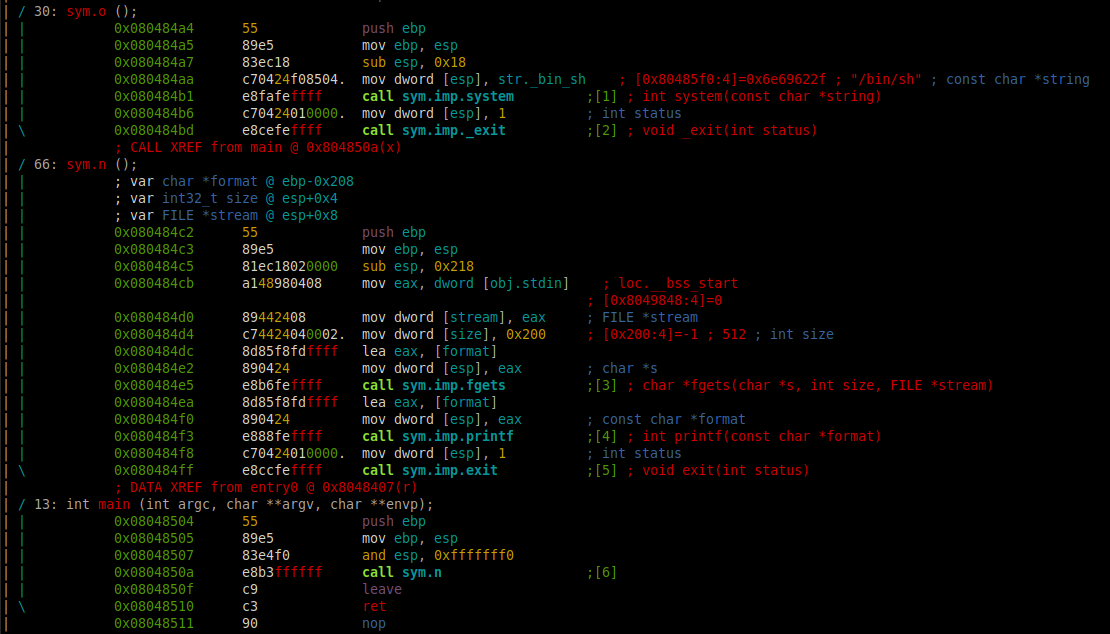 / 30: sym.o ();
| 0x080484a4 55 push ebp
| 0x080484a5 89e5 mov ebp, esp
| 0x080484a7 83ec18 sub esp, 0x18
| 0x080484aa c70424f08504. mov dword [esp], str._bin_sh ; [0x80485f0:4]=0x6e69622f ; "/bin/sh" ; const char *string
| 0x080484b1 e8fafeffff call sym.imp.system ;[1] ; int system(const char *string)
| 0x080484b6 c70424010000. mov dword [esp], 1 ; int status
\ 0x080484bd e8cefeffff call sym.imp._exit ;[2] ; void _exit(int status)
; CALL XREF from main @ 0x804850a(x)
/ 66: sym.n ();
| ; var char *format @ ebp-0x208
| ; var int32_t size @ esp+0x4
| ; var FILE *stream @ esp+0x8
| 0x080484c2 55 push ebp
| 0x080484c3 89e5 mov ebp, esp
| 0x080484c5 81ec18020000 sub esp, 0x218
| 0x080484cb a148980408 mov eax, dword [obj.stdin] ; loc.__bss_start
| ; [0x8049848:4]=0
| 0x080484d0 89442408 mov dword [stream], eax ; FILE *stream
| 0x080484d4 c74424040002. mov dword [size], 0x200 ; [0x200:4]=-1 ; 512 ; int size
| 0x080484dc 8d85f8fdffff lea eax, [format]
| 0x080484e2 890424 mov dword [esp], eax ; char *s
| 0x080484e5 e8b6feffff call sym.imp.fgets ;[3] ; char *fgets(char *s, int size, FILE *stream)
| 0x080484ea 8d85f8fdffff lea eax, [format]
| 0x080484f0 890424 mov dword [esp], eax ; const char *format
| 0x080484f3 e888feffff call sym.imp.printf ;[4] ; int printf(const char *format)
| 0x080484f8 c70424010000. mov dword [esp], 1 ; int status
\ 0x080484ff e8ccfeffff call sym.imp.exit ;[5] ; void exit(int status)
; DATA XREF from entry0 @ 0x8048407(r)
/ 13: int main (int argc, char **argv, char **envp);
| 0x08048504 55 push ebp
| 0x08048505 89e5 mov ebp, esp
| 0x08048507 83e4f0 and esp, 0xfffffff0
| 0x0804850a e8b3ffffff call sym.n ;[6]
| 0x0804850f c9 leave
\ 0x08048510 c3 ret
0x08048511 90 nop